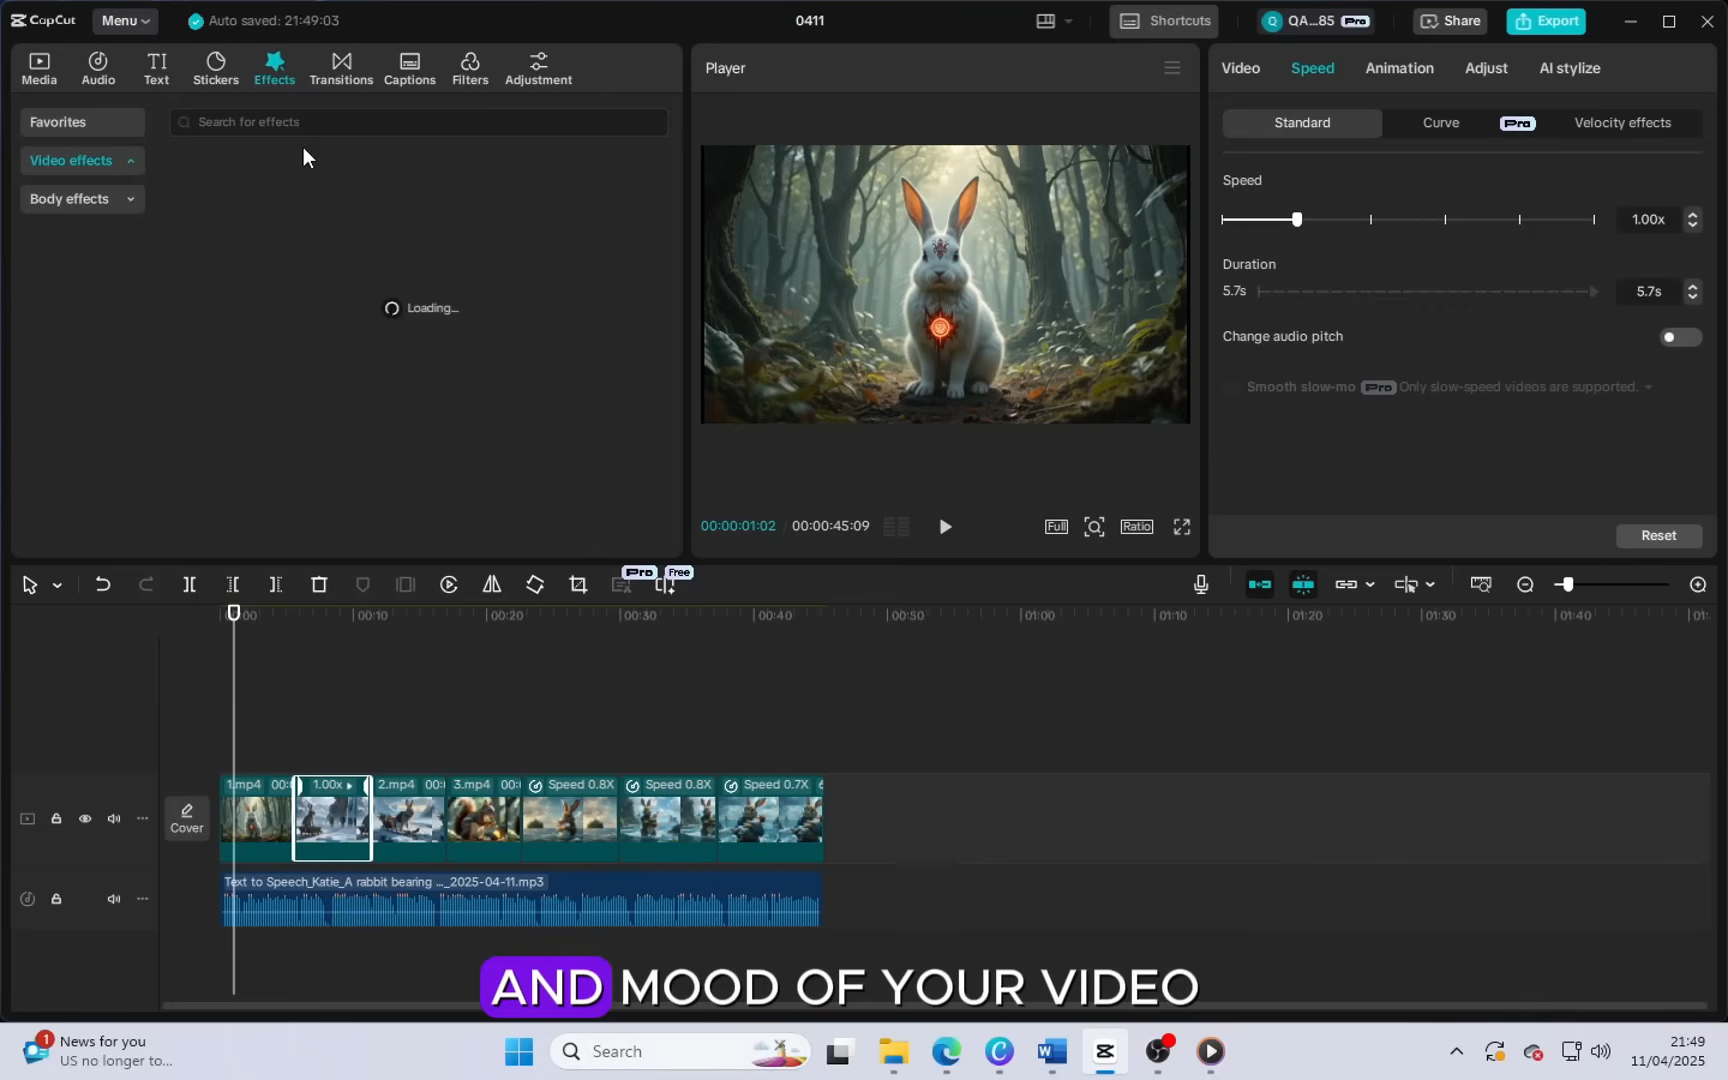 CapCut
Menu
Auto saved: 21:49:03
0411
Shortcuts
Q
QA...85
Pro
Share
Export
Media
Audio
TI
Text
Stickers
Effects
Transitions
Captions
Filters
Adjustment
Favorites
Video effects
Body effects
Search for effects
Loading...
Player
00:00:01:02 / 00:00:45:09
Full
Ratio
Video
Speed
Animation
Adjust
AI stylize
Standard
Curve
Pro
Velocity effects
Speed
1.00x
Duration
5.7s
5.7s
Change audio pitch
Smooth slow-mo
Pro
Only slow-speed videos are supported.
Reset
Pro
Free
00:10
00:20
00:30
00:40
00:50
01:00
01:10
01:20
01:30
01:40
Cover
1.mp4
1.00x
2.mp4
3.mp4
Speed 0.8X
Speed 0.8X
Speed 0.7X
Text to Speech_Katie_A rabbit bearing ..._2025-04-11.mp3
AND MOOD OF YOUR VIDEO
1
News for you
US no longer to...
Search
21:49
11/04/2025